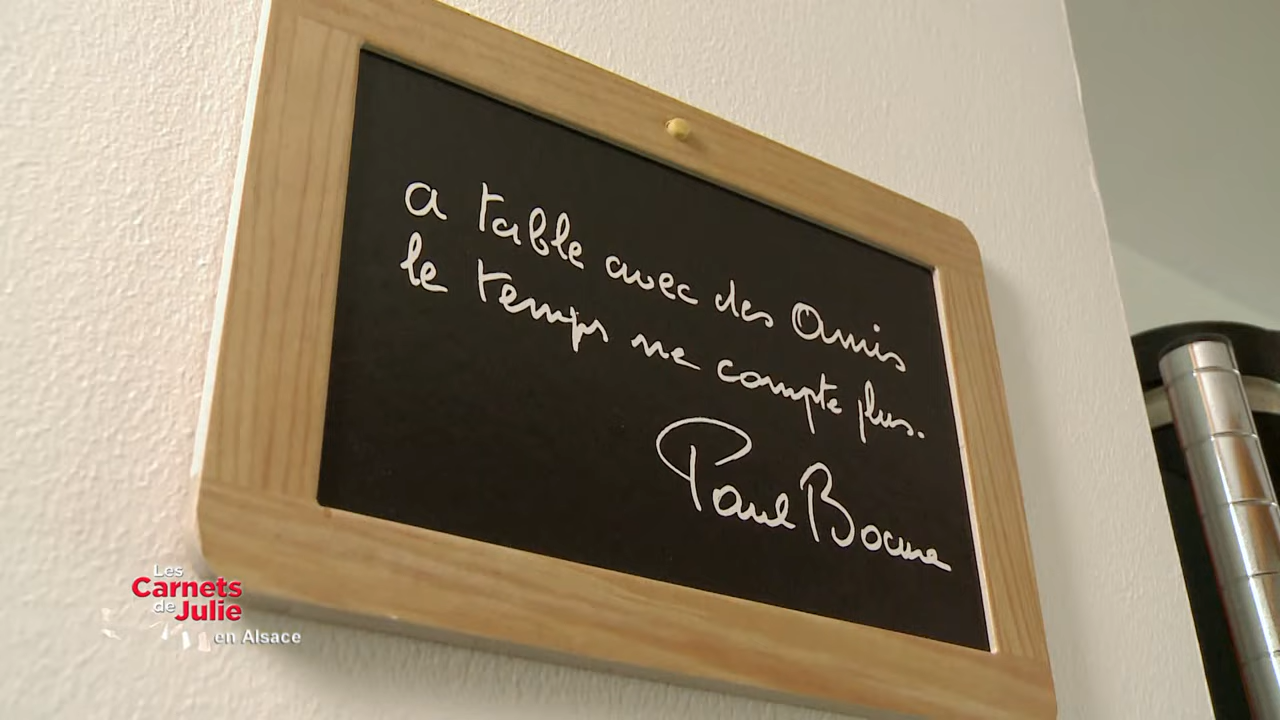 a table avec des Amis
le temps ne compte plus.
Paul Bocuse
Les
Carnets
de Julie
en Alsace